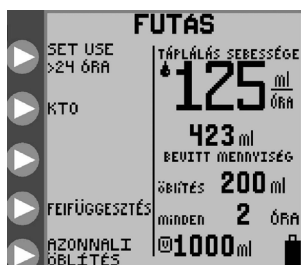 FUTÁS
SET USE
>24 ÓRA
KTO
FEIFÜGGESZTÉS
AZONNALI
ÖBLÍTÉS
TÁPLÁLÁS SEBESSÉGE
125 ml
ÓRA
423 ml
BEVITT MENNYISÉG
ÖBLÍTÉS 200 ml
MINDEN 2 ÓRA
1000 ml